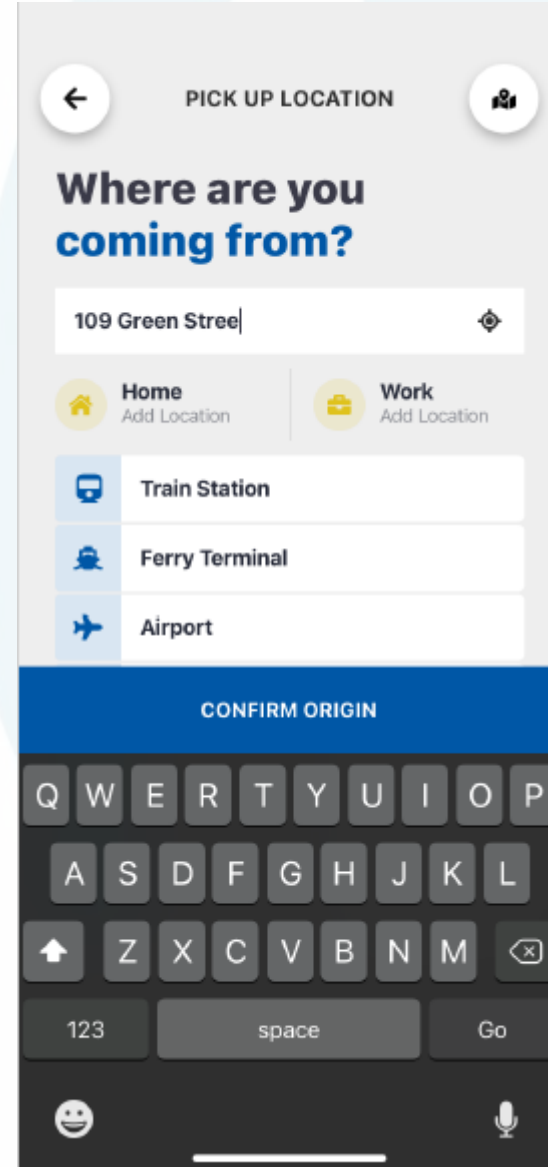 PICK UP LOCATION
Where are you
coming from?
109 Green Stree
Home
Add Location
Work
Add Location
Train Station
Ferry Terminal
Airport
CONFIRM ORIGIN
Q W E R T Y U I O P
A S D F G H J K L
Z X C V B N M
123 space Go